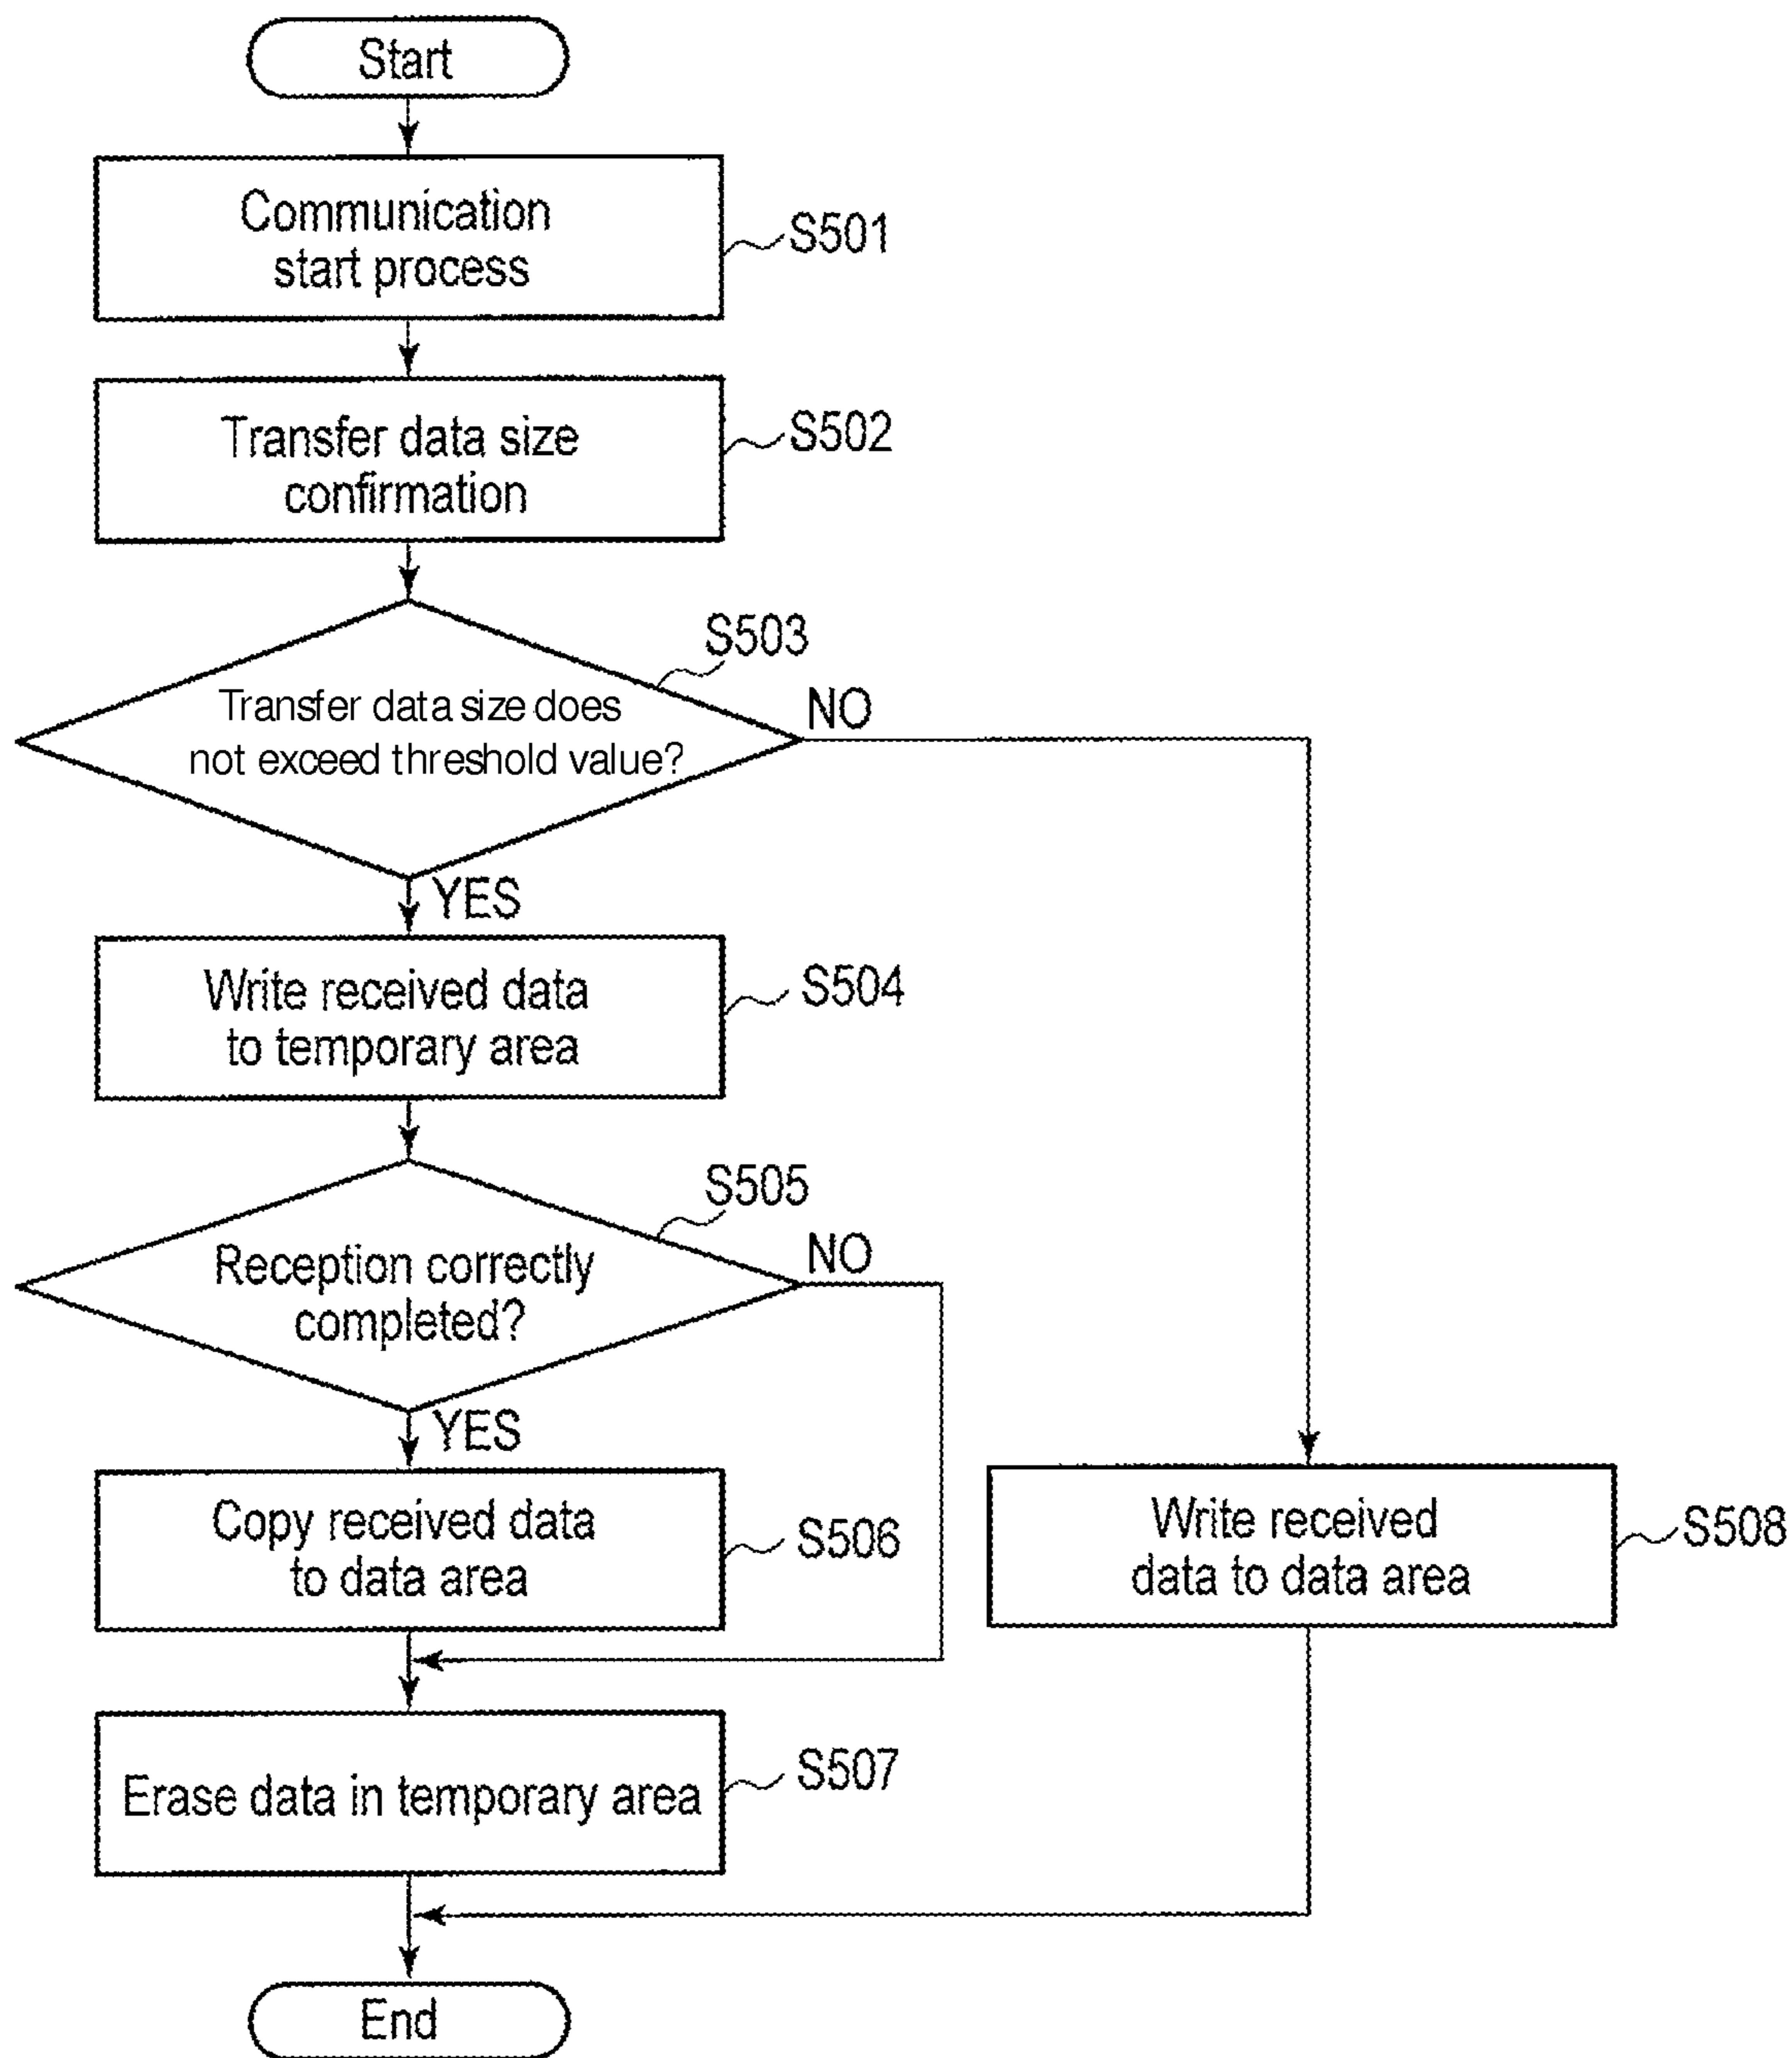 Start
Communication
start process
S501
Transfer data size
confirmation
S502
S503
Transfer data size does
not exceed threshold value?
NO
YES
Write received data
to temporary area
S504
S505
Reception correctly
completed?
NO
YES
Copy received data
to data area
S506
Write received
data to data area
S508
Erase data in temporary area
S507
End